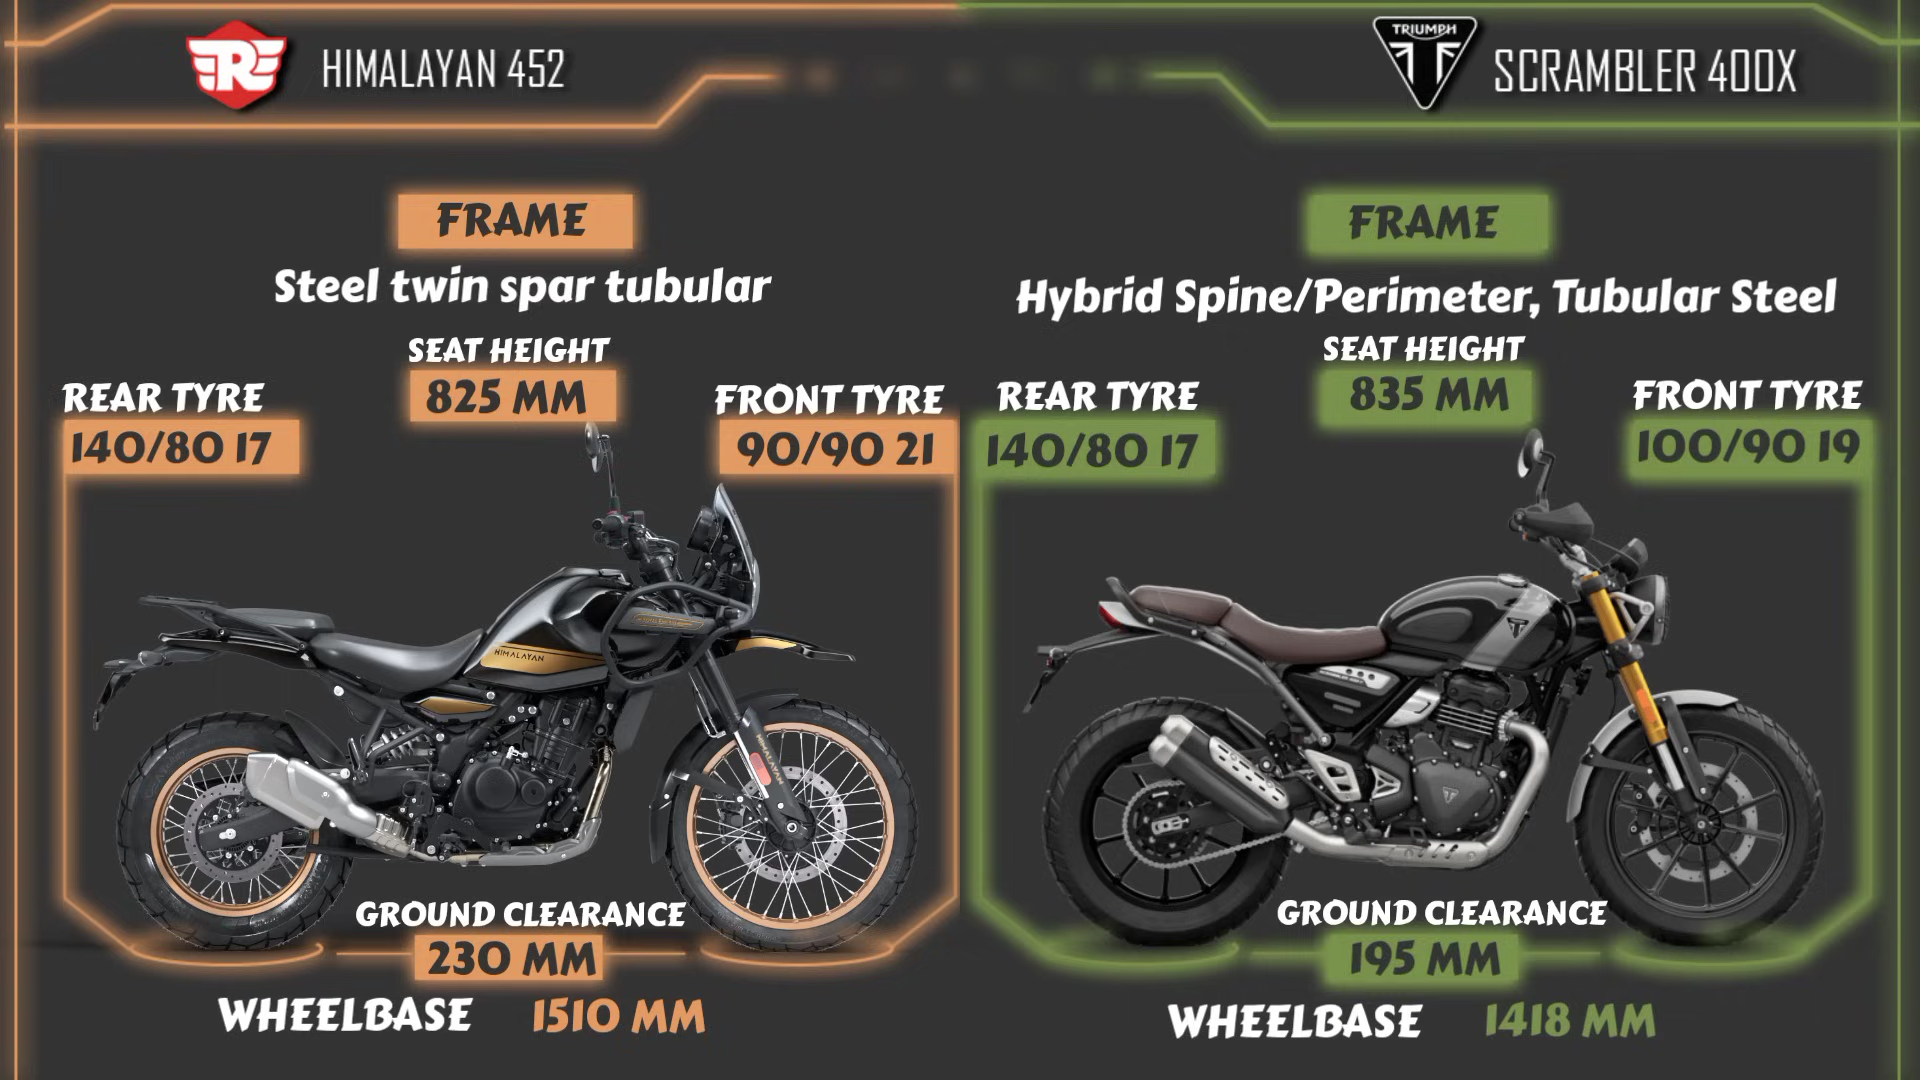 HIMALAYAN 452
FRAME
Steel twin spar tubular
SEAT HEIGHT
825 MM
REAR TYRE
140/80 17
FRONT TYRE
90/90 21
HIMALAYAN
HIMALAYAN
GROUND CLEARANCE
230 MM
WHEELBASE 1510 MM
TRIUMPH
SCRAMBLER 400X
FRAME
Hybrid Spine/Perimeter, Tubular Steel
SEAT HEIGHT
835 MM
REAR TYRE
140/80 17
FRONT TYRE
100/90 19
GROUND CLEARANCE
195 MM
WHEELBASE 1418 MM